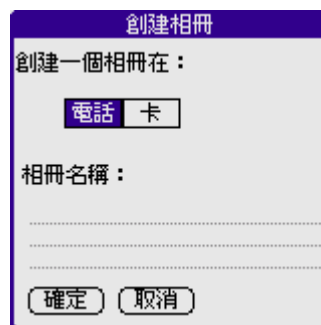 創建相冊
創建一個相冊在：
電話 卡
相冊名稱：
確定 取消